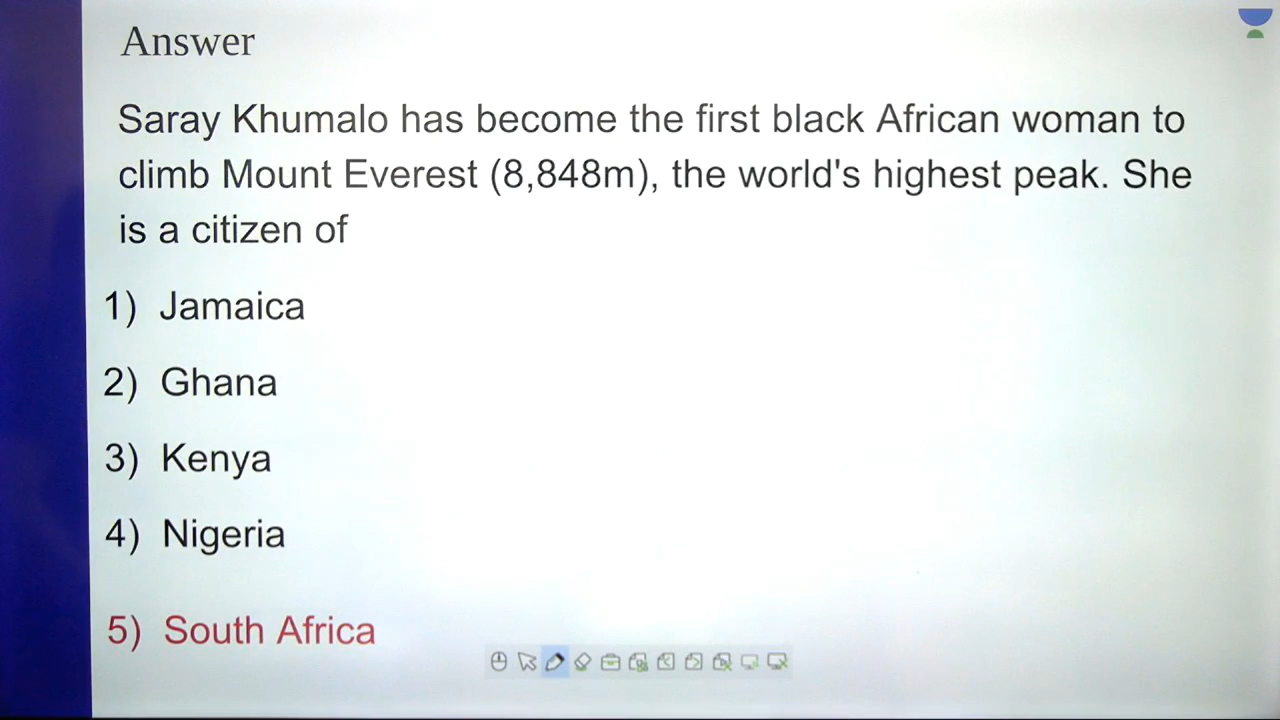 Answer
Saray Khumalo has become the first black African woman to
climb Mount Everest (8,848m), the world's highest peak. She
is a citizen of
1) Jamaica
2) Ghana
3) Kenya
4) Nigeria
5) South Africa